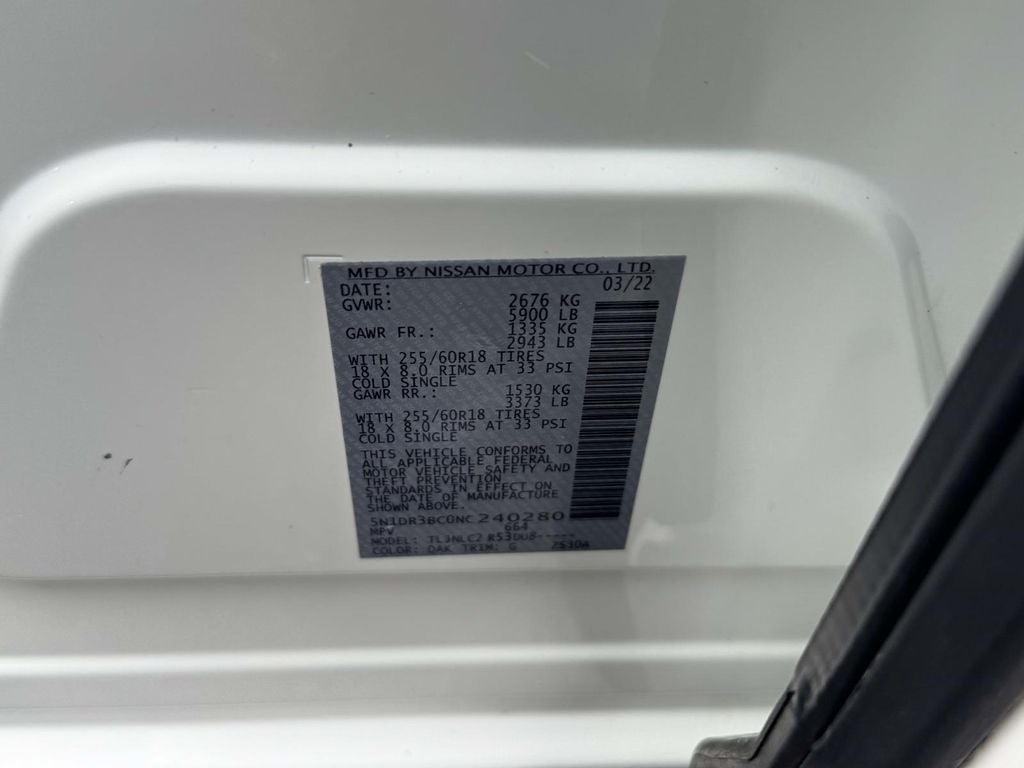 MFD BY NISSAN MOTOR CO., LTD.
DATE: 03/22
GVWR: 2676 KG
5900 LB
GAWR FR.: 1335 KG
2943 LB
WITH 255/60R18 TIRES
18 X 8.0 RIMS AT 33 PSI
COLD SINGLE
GAWR RR.: 1530 KG
3373 LB
WITH 255/60R18 TIRES
18 X 8.0 RIMS AT 33 PSI
COLD SINGLE
THIS VEHICLE CONFORMS TO
ALL APPLICABLE FEDERAL
MOTOR VEHICLE SAFETY AND
THEFT PREVENTION
STANDARDS IN EFFECT ON
THE DATE OF MANUFACTURE
SHOWN ABOVE.
5N1DR3BC0NC 240280
MPV 664
MODEL:
COLOR: QAK TRIM: G